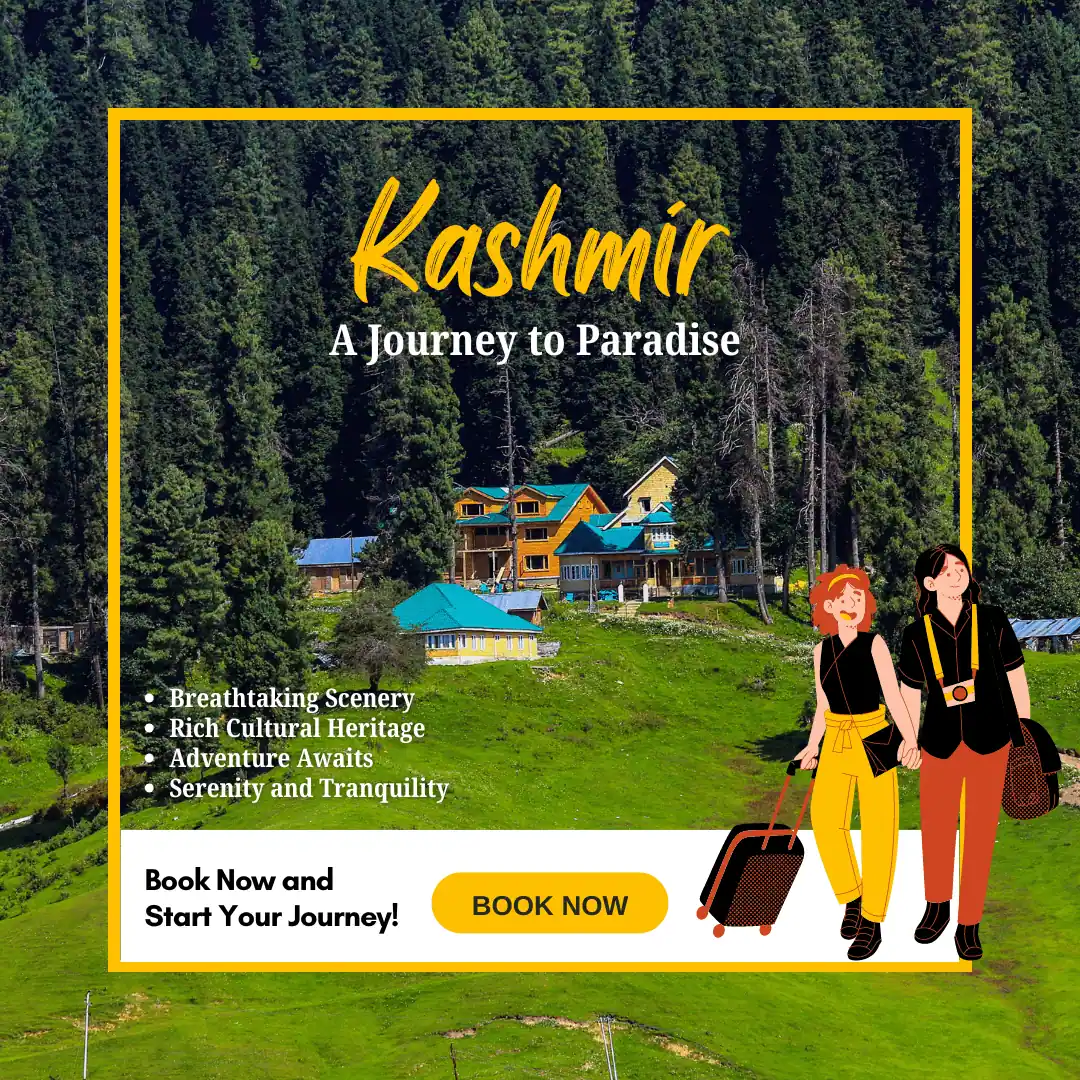 Kashmir
A Journey to Paradise
• Breathtaking Scenery
• Rich Cultural Heritage
• Adventure Awaits
• Serenity and Tranquility
Book Now and
Start Your Journey!
BOOK NOW